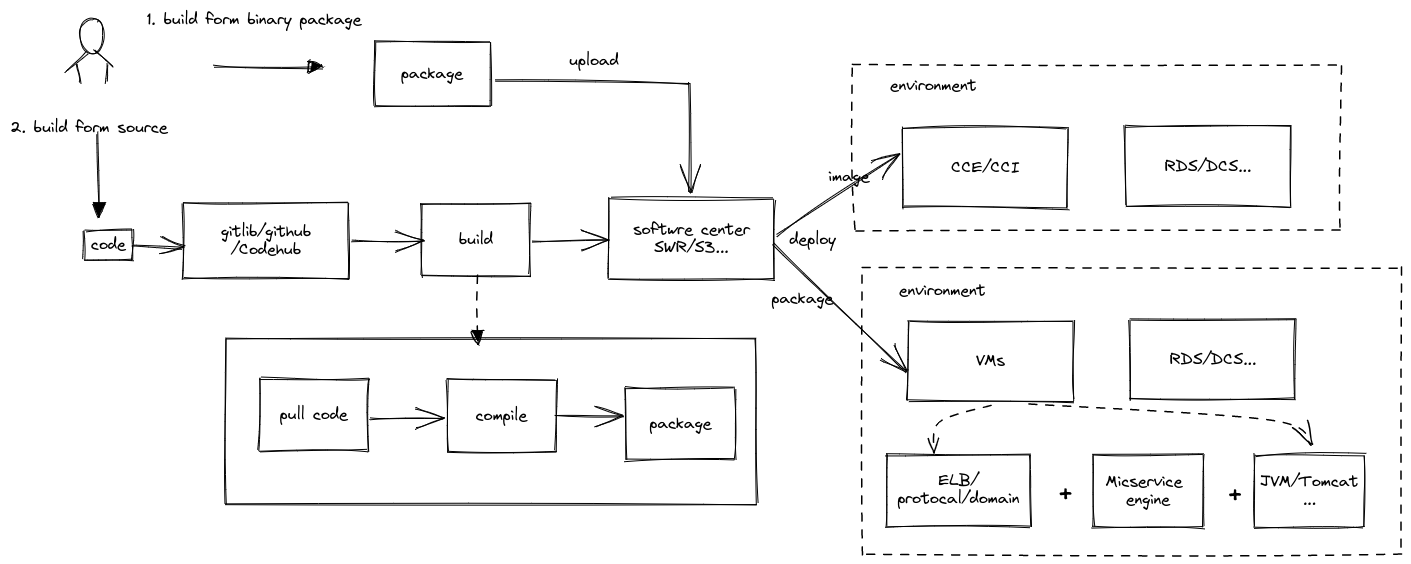 1. build form binary package
package
upload
2. build form source
code
gitlib/github
/Codehub
build
softwre center
SWR/S3...
image
deploy
package
environment
CCE/CCI
RDS/DCS...
environment
VMs
RDS/DCS...
pull code
compile
package
ELB/
protocal/domain
+
Micservice
engine
+
JVM/Tomcat
...